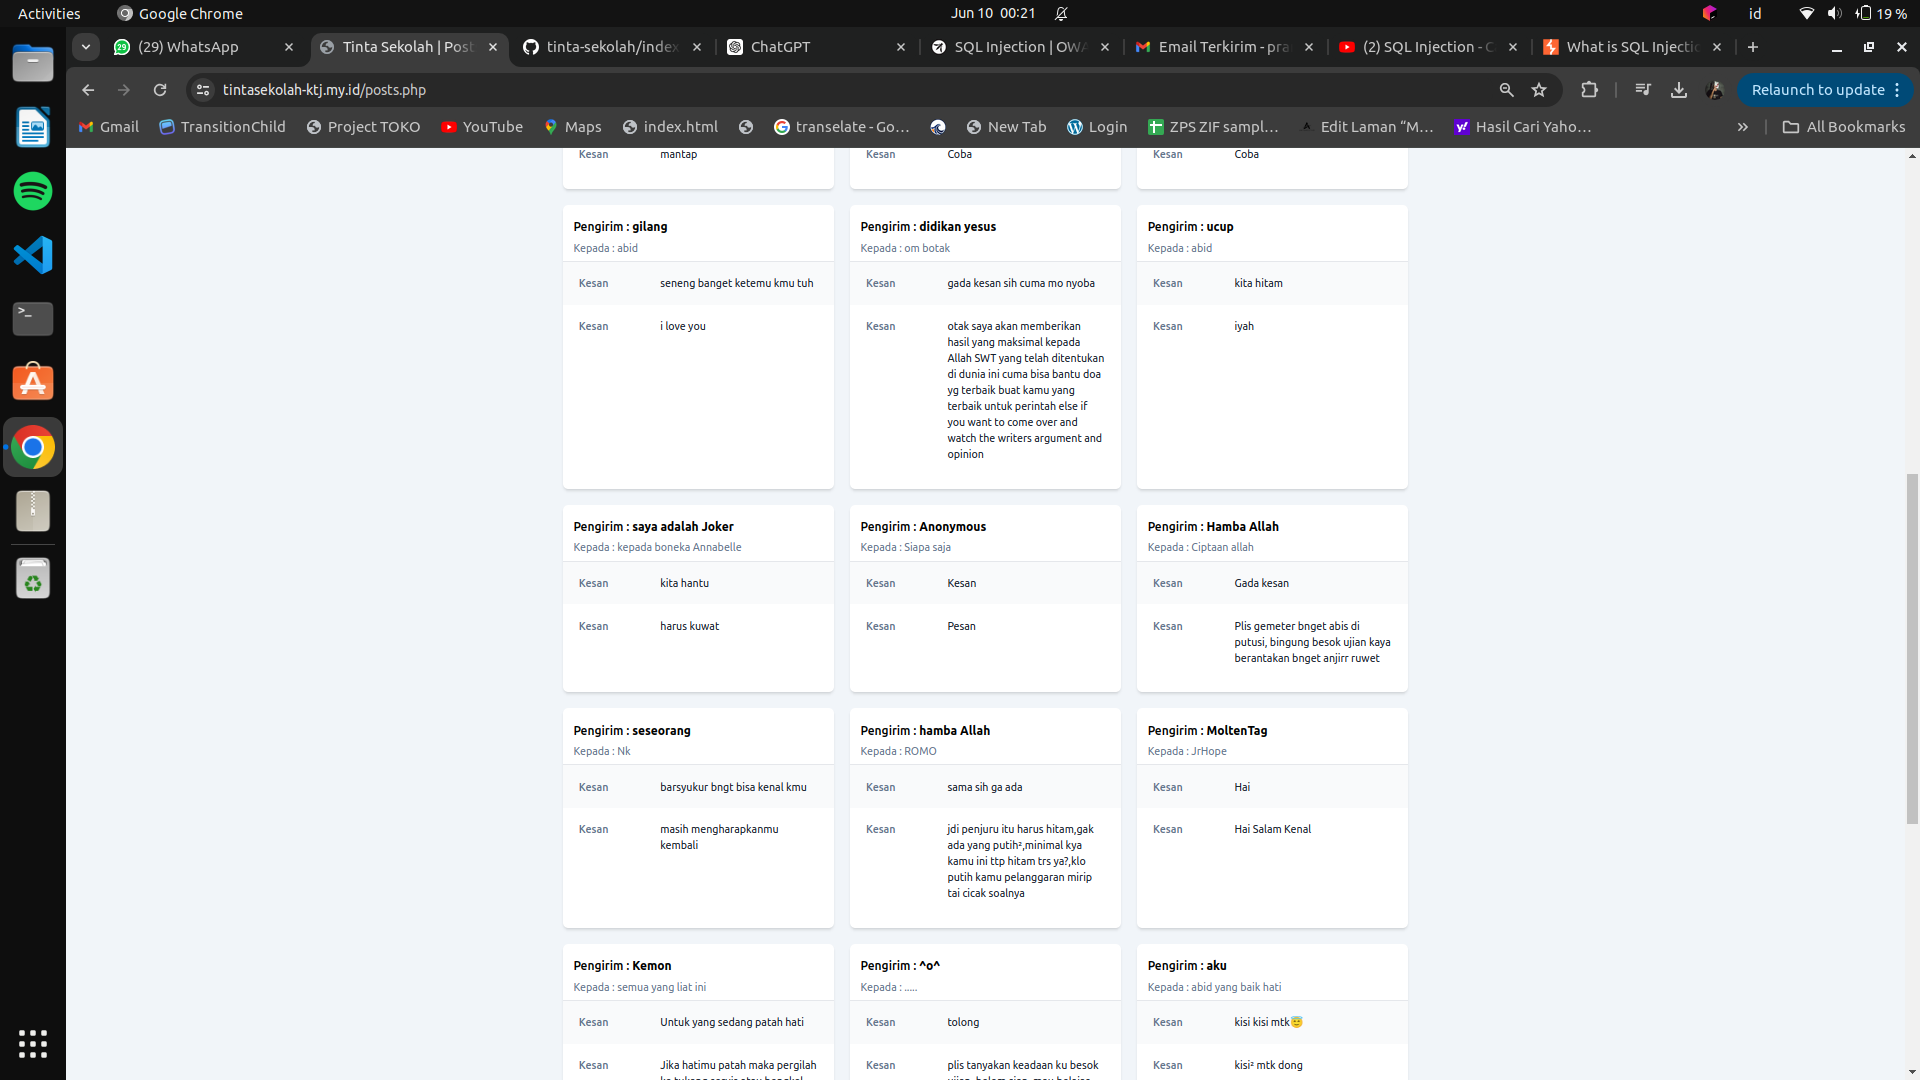 Activities
Google Chrome
Jun 10 00:21
id
19 %
(29) WhatsApp
Tinta Sekolah | Post
tinta-sekolah/index
ChatGPT
SQL Injection | OWA
Email Terkirim - pra
(2) SQL Injection - C
What is SQL Injectio
tintasekolah-ktj.my.id/posts.php
Relaunch to update
Gmail
TransitionChild
Project TOKO
YouTube
Maps
index.html
transelate - Go...
New Tab
Login
ZPS ZIF sampl...
Edit Laman “M...
Hasil Cari Yaho...
All Bookmarks
Kesan mantap
Kesan Coba
Kesan Coba
Pengirim : gilang
Kepada : abid
Kesan seneng banget ketemu kmu tuh
Kesan i love you
Pengirim : didikan yesus
Kepada : om botak
Kesan gada kesan sih cuma mo nyoba
Kesan otak saya akan memberikan
hasil yang maksimal kepada
Allah SWT yang telah ditentukan
di dunia ini cuma bisa bantu doa
yg terbaik buat kamu yang
terbaik untuk perintah else if
you want to come over and
watch the writers argument and
opinion
Pengirim : ucup
Kepada : abid
Kesan kita hitam
Kesan iyah
Pengirim : saya adalah Joker
Kepada : kepada boneka Annabelle
Kesan kita hantu
Kesan harus kuwat
Pengirim : Anonymous
Kepada : Siapa saja
Kesan Kesan
Kesan Pesan
Pengirim : Hamba Allah
Kepada : Ciptaan allah
Kesan Gada kesan
Kesan Plis gemeter bnget abis di
putusi, bingung besok ujian kaya
berantakan bnget anjirr ruwet
Pengirim : seseorang
Kepada : Nk
Kesan barsyukur bngt bisa kenal kmu
Kesan masih mengharapkanmu
kembali
Pengirim : hamba Allah
Kepada : ROMO
Kesan sama sih ga ada
Kesan jdi penjuru itu harus hitam,gak
ada yang putih²,minimal kya
kamu ini ttp hitam trs ya?,klo
putih kamu pelanggaran mirip
tai cicak soalnya
Pengirim : MoltenTag
Kepada : JrHope
Kesan Hai
Kesan Hai Salam Kenal
Pengirim : Kemon
Kepada : semua yang liat ini
Kesan Untuk yang sedang patah hati
Kesan Jika hatimu patah maka pergilah
Pengirim : ^o^
Kepada : .....
Kesan tolong
Kesan plis tanyakan keadaan ku besok
Pengirim : aku
Kepada : abid yang baik hati
Kesan kisi kisi mtk😇
Kesan kisi² mtk dong